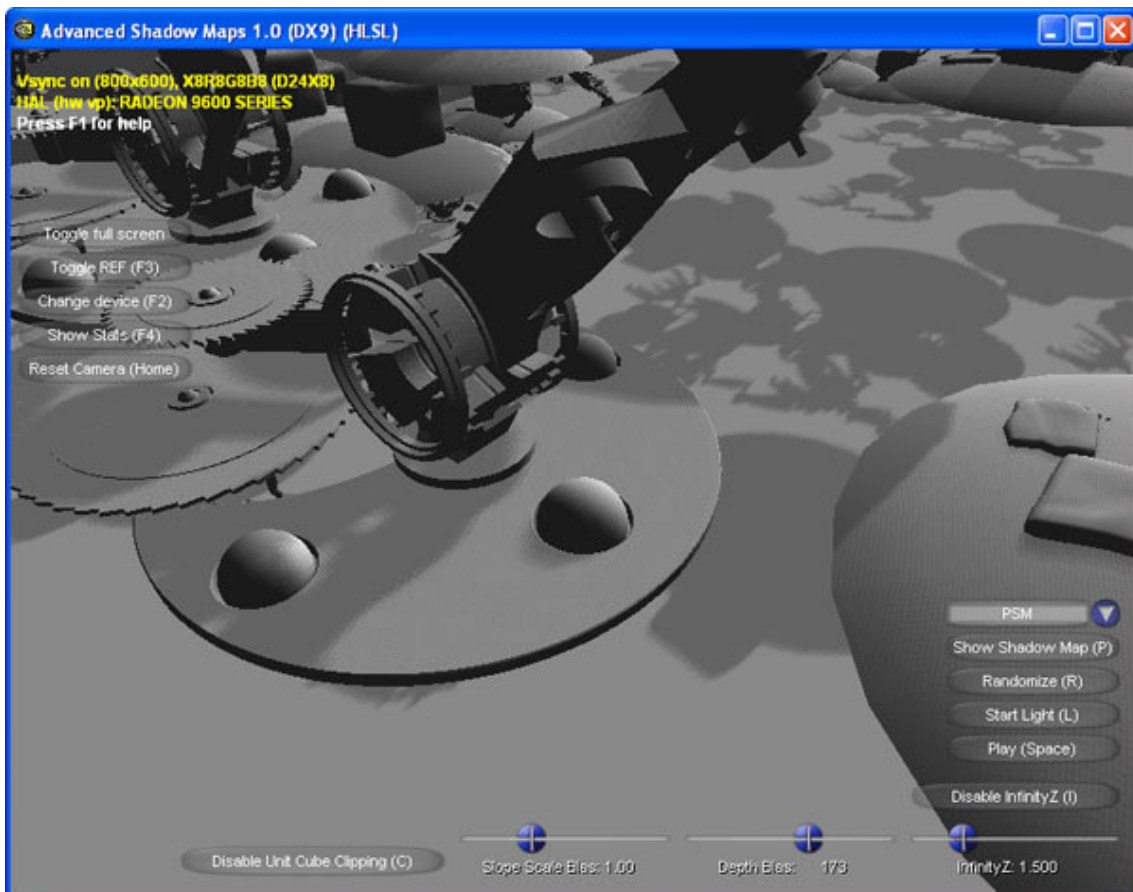 Advanced Shadow Maps 1.0 (DX9) (HLSL)
Vsync on (800x600), X8R8G8B8 (D24X8)
HAL (hw vp): RADEON 9600 SERIES
Press F1 for help
Toggle full screen
Toggle REF (F3)
Change device (F2)
Show Stats (F4)
Reset Camera (Home)
PSM
Show Shadow Map (P)
Randomize (R)
Start Light (L)
Play (Space)
Disable InfinityZ (I)
Disable Unit Cube Clipping (C)
Slope Scale Bias: 1.00
Depth Bias: 173
InfinityZ: 1.500